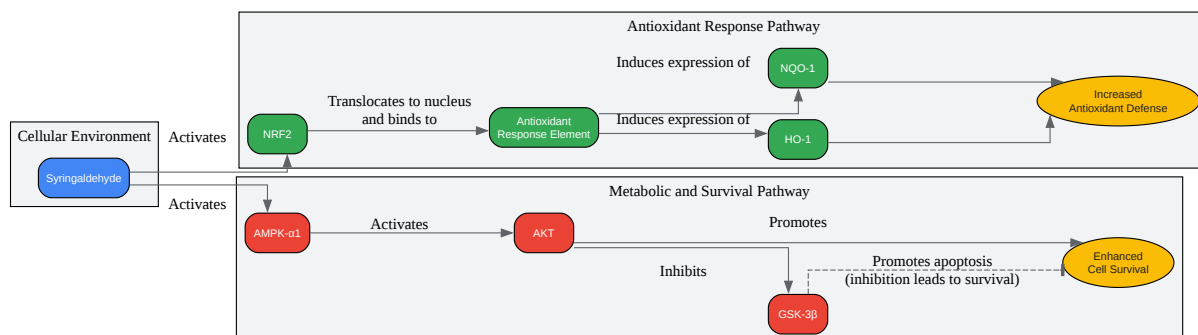 Antioxidant Response Pathway
Induces expression of
NQO-1
Increased
Antioxidant Defense
Translocates to nucleus
and binds to
Antioxidant
Response Element
Induces expression of
HO-1
NRF2
Cellular Environment
Activates
Syringaldehyde
Activates
Metabolic and Survival Pathway
AMPK-α1
Activates
AKT
Promotes
Inhibits
Promotes apoptosis
(inhibition leads to survival)
Enhanced
Cell Survival
GSK-3β